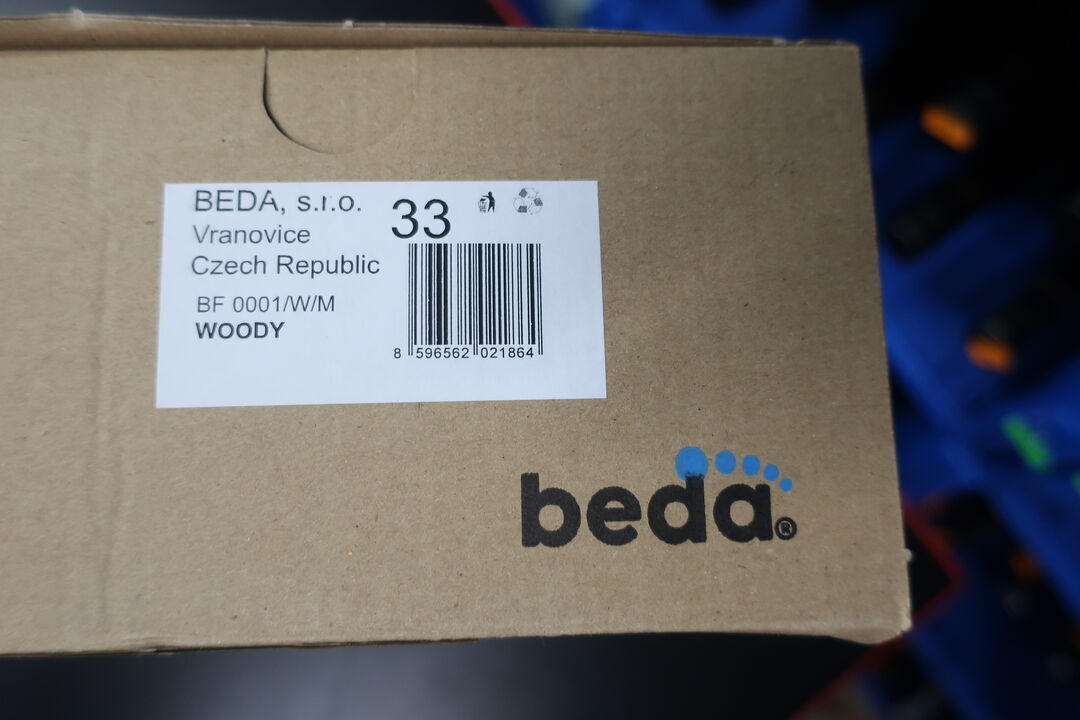 BEDA, s.r.o.
33
Vranovice
Czech Republic
BF 0001/W/M
WOODY
8 596562 021864
beda®